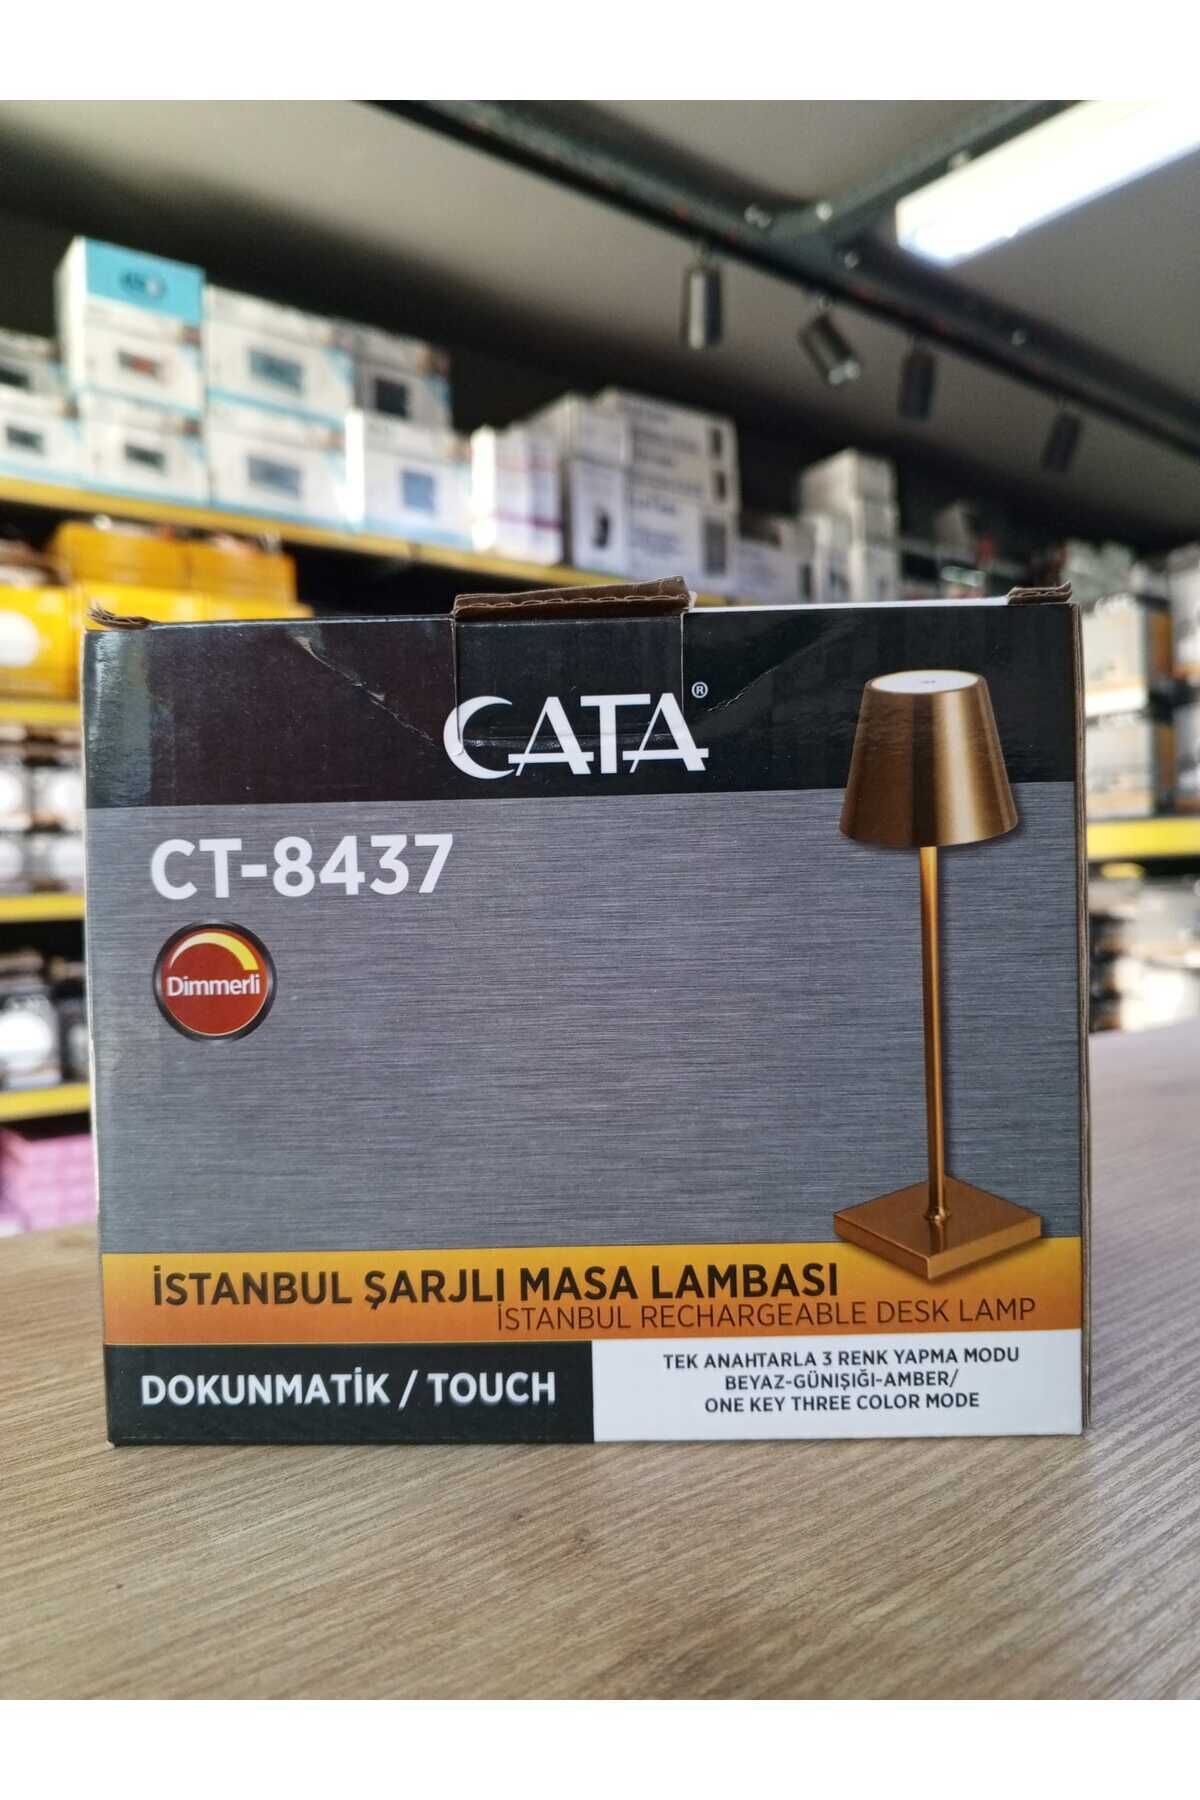 CATA®
CT-8437
Dimmerli
İSTANBUL ŞARJLI MASA LAMBASI
İSTANBUL RECHARGEABLE DESK LAMP
DOKUNMATİK / TOUCH
TEK ANAHTARLA 3 RENK YAPMA MODU
BEYAZ-GÜNIŞIĞI-AMBER/
ONE KEY THREE COLOR MODE